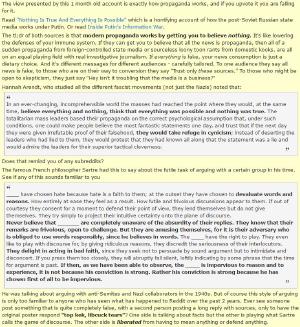 The view presented by this 1 month old account is exactly how propaganda works, and if you upvote it you are falling for it.
Read "Nothing Is True and Everything Is Possible" which is a horrifying account of how the post-Soviet Russian state media works under Putin. Or read Inside Putin's Information War.
The tl;dr of both sources is that modern propaganda works by getting you to believe nothing. It's like lowering the defenses of your immune system. If they can get you to believe that all the news is propaganda, then all of a sudden propaganda from foreign-controlled state media or sourceless loony toon rants from domestic kooks, are all on an equal playing field with real investigative journalism. If everything is fake, your news consumption is just a dietary choice. And it's different messages for different audiences - carefully tailored. To one audience they say all news is fake, to those who are on their way to conversion they say "Trust only these sources." To those who might be open to skepticism, they just say "Hey isn't it troubling that the media is a business?"
Hannah Arendt, who studied all the different fascist movements (not just the Nazis) noted that:
In an ever-changing, incomprehensible world the masses had reached the point where they would, at the same time, believe everything and nothing, think that everything was possible and nothing was true. The totalitarian mass leaders based their propaganda on the correct psychological assumption that, under such conditions, one could make people believe the most fantastic statements one day, and trust that if the next day they were given irrefutable proof of their falsehood, they would take refuge in cynicism; instead of deserting the leaders who had lied to them, they would protest that they had known all along that the statement was a lie and would admire the leaders for their superior tactical cleverness.
Does that remind you of any subreddits?
The famous French philosopher Sartre had this to say about the futile task of arguing with a certain group in his time. See if any of this sounds familiar to you
____ have chosen hate because hate is a faith to them; at the outset they have chosen to devaluate words and reasons. How entirely at ease they feel as a result. How futile and frivolous discussions appear to them. If out of courtesy they consent for a moment to defend their point of view, they lend themselves but do not give themselves. They try simply to project their intuitive certainty onto the plane of discourse.
Never believe that ____ are completely unaware of the absurdity of their replies. They know that their remarks are frivolous, open to challenge. But they are amusing themselves, for it is their adversary who is obliged to use words responsibly, since he believes in words. The ____ have the right to play. They even like to play with discourse for, by giving ridiculous reasons, they discredit the seriousness of their interlocutors. They delight in acting in bad faith, since they seek not to persuade by sound argument but to intimidate and disconcert. If you press them too closely, they will abruptly fall silent, loftily indicating by some phrase that the time for argument is past. If then, as we have been able to observe, the ____ is impervious to reason and to experience, it is not because his conviction is strong. Rather his conviction is strong because he has chosen first of all to be impervious.
He was talking about arguing with anti-Semites and Nazi collaborators in the 1940s. But of course this style of arguing is only too familiar to anyone who has seen what has happened to Reddit over the past 2 years. Ever see someone post something that is quite completely false, with a second person posting a long reply with sources, only to have the original poster respond "top kek, libcuck tears"? One side is talking about facts but the other is playing what Sartre calls the game of discourse. The other side is liberated from having to mean anything or defend anything.